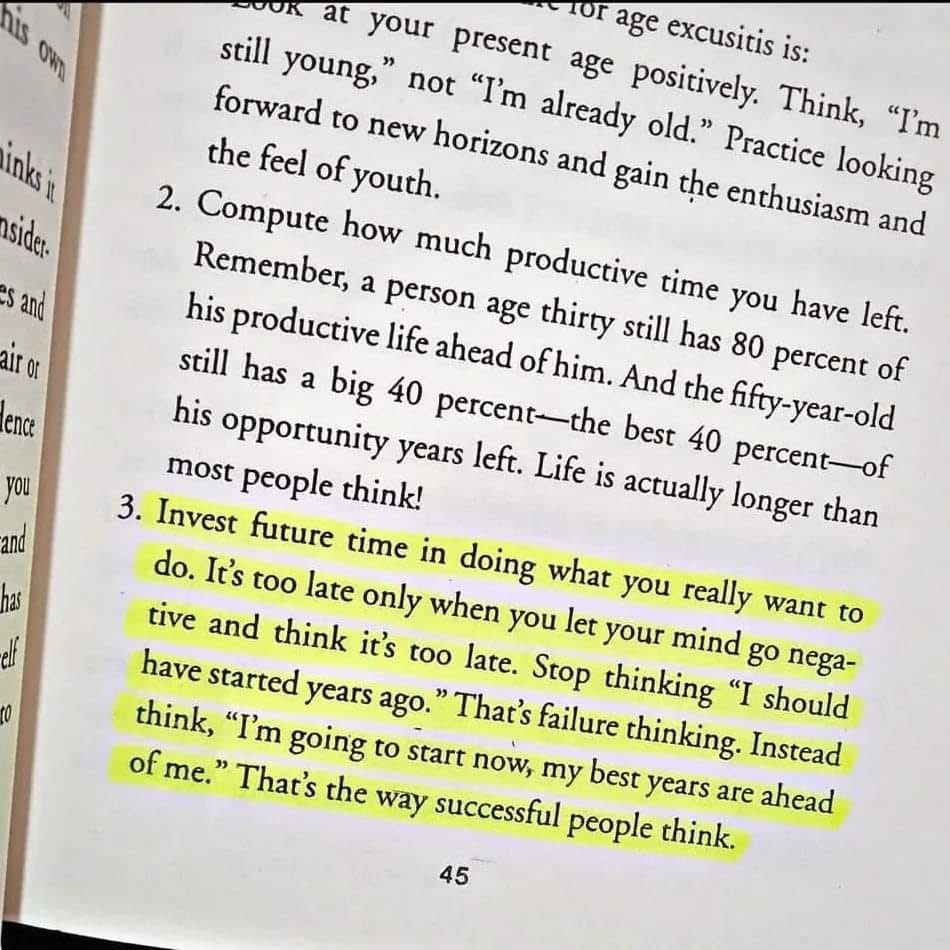 his own
inks it
nsider-
es and
air or
lence
you
and
has
elf
to
for age excusitis is:
Look at your present age positively. Think, “I’m
still young,” not “I’m already old.” Practice looking
forward to new horizons and gain the enthusiasm and
the feel of youth.
2. Compute how much productive time you have left.
Remember, a person age thirty still has 80 percent of
his productive life ahead of him. And the fifty-year-old
still has a big 40 percent—the best 40 percent—of
his opportunity years left. Life is actually longer than
most people think!
3. Invest future time in doing what you really want to
do. It’s too late only when you let your mind go nega-
tive and think it’s too late. Stop thinking “I should
have started years ago.” That’s failure thinking. Instead
think, “I’m going to start now, my best years are ahead
of me.” That’s the way successful people think.
45